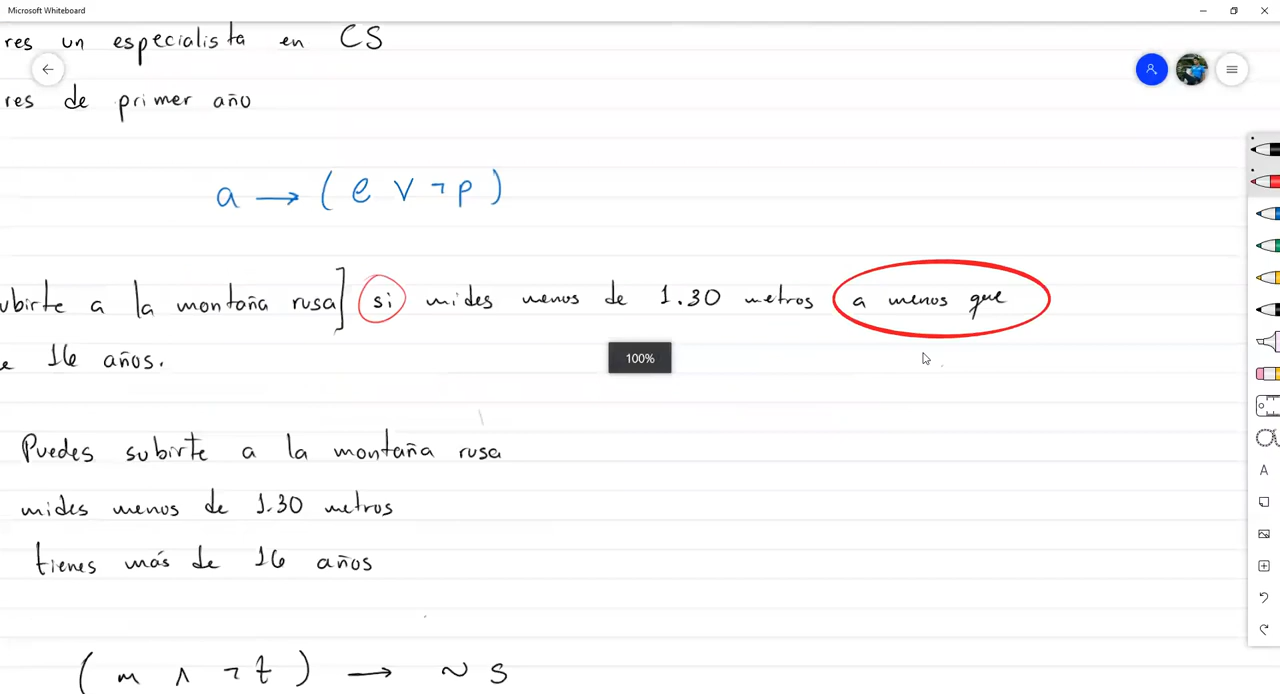 Microsoft Whiteboard
res un especialista en CS
res de primer año
a → ( e ∨ ¬ p )
ubirte a la montaña rusa] si mides menos de 1.30 metros a menos que
e 16 años.
100%
Puedes subirte a la montaña rusa
mides menos de 1.30 metros
tienes más de 16 años
( m ∧ ¬ t ) → ~ s